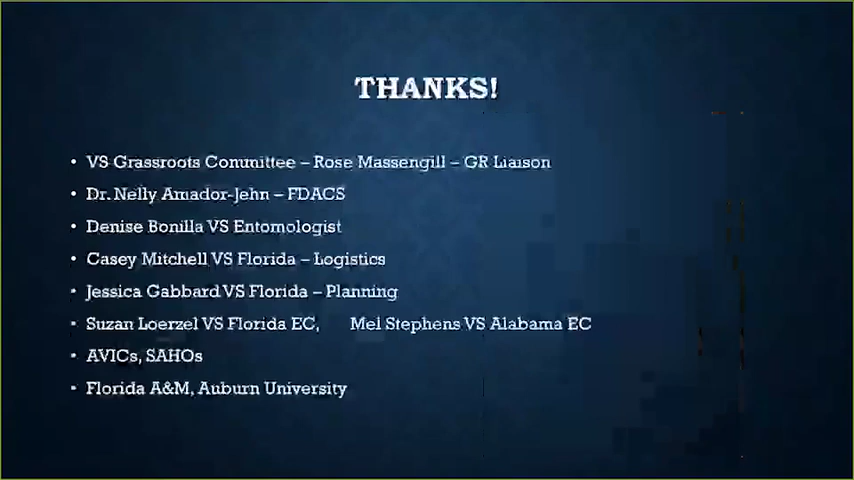 THANKS!
• VS Grassroots Committee – Rose Massengill – GR Liaison
• Dr. Nelly Amador-Jehn – FDACS
• Denise Bonilla VS Entomologist
• Casey Mitchell VS Florida – Logistics
• Jessica Gabbard VS Florida – Planning
• Suzan Loerzel VS Florida EC, Mel Stephens VS Alabama EC
• AVICs, SAHOs
• Florida A&M, Auburn University